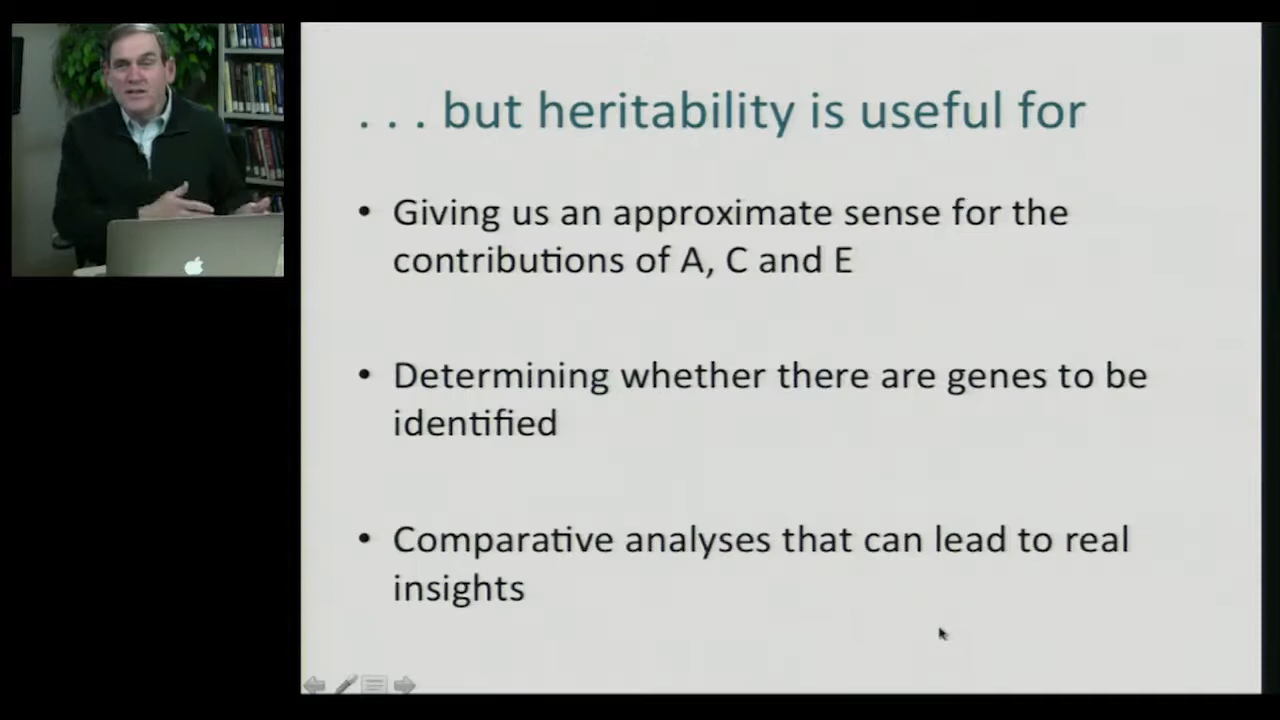 . . . but heritability is useful for
• Giving us an approximate sense for the
contributions of A, C and E
• Determining whether there are genes to be
identified
• Comparative analyses that can lead to real
insights